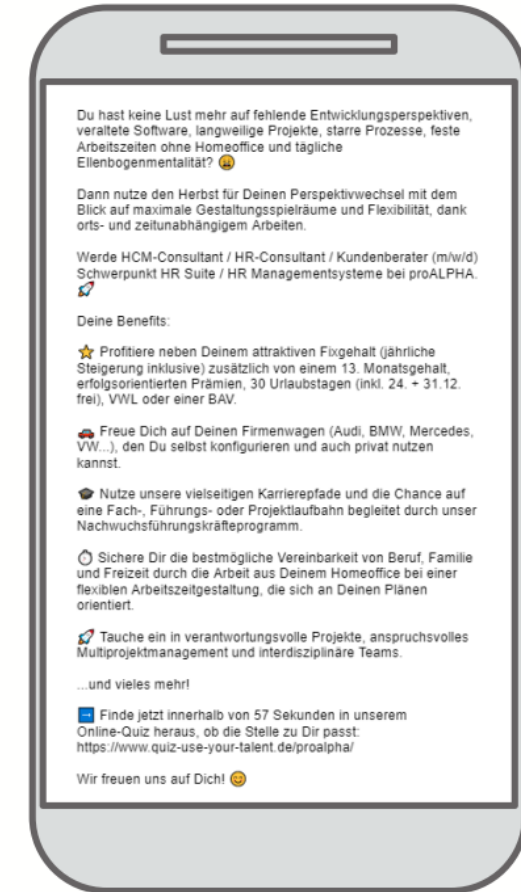 Du hast keine Lust mehr auf fehlende Entwicklungsperspektiven,
veraltete Software, langweilige Projekte, starre Prozesse, feste
Arbeitszeiten ohne Homeoffice und tägliche
Ellenbogenmentalität? 😩
Dann nutze den Herbst für Deinen Perspektivwechsel mit dem
Blick auf maximale Gestaltungsspielräume und Flexibilität, dank
orts- und zeitunabhängigem Arbeiten.
Werde HCM-Consultant / HR-Consultant / Kundenberater (m/w/d)
Schwerpunkt HR Suite / HR Managementsysteme bei proALPHA.
🚀
Deine Benefits:
⭐ Profitiere neben Deinem attraktiven Fixgehalt (jährliche
Steigerung inklusive) zusätzlich von einem 13. Monatsgehalt,
erfolgsorientierten Prämien, 30 Urlaubstagen (inkl. 24. + 31.12.
frei), VWL oder einer BAV.
🚗 Freue Dich auf Deinen Firmenwagen (Audi, BMW, Mercedes,
VW...), den Du selbst konfigurieren und auch privat nutzen
kannst.
🎓 Nutze unsere vielseitigen Karrierepfade und die Chance auf
eine Fach-, Führungs- oder Projektlaufbahn begleitet durch unser
Nachwuchsführungskräfteprogramm.
⏱ Sichere Dir die bestmögliche Vereinbarkeit von Beruf, Familie
und Freizeit durch die Arbeit aus Deinem Homeoffice bei einer
flexiblen Arbeitszeitgestaltung, die sich an Deinen Plänen
orientiert.
🚀 Tauche ein in verantwortungsvolle Projekte, anspruchsvolles
Multiprojektmanagement und interdisziplinäre Teams.
...und vieles mehr!
➡ Finde jetzt innerhalb von 57 Sekunden in unserem
Online-Quiz heraus, ob die Stelle zu Dir passt:
https://www.quiz-use-your-talent.de/proalpha/
Wir freuen uns auf Dich! 😊